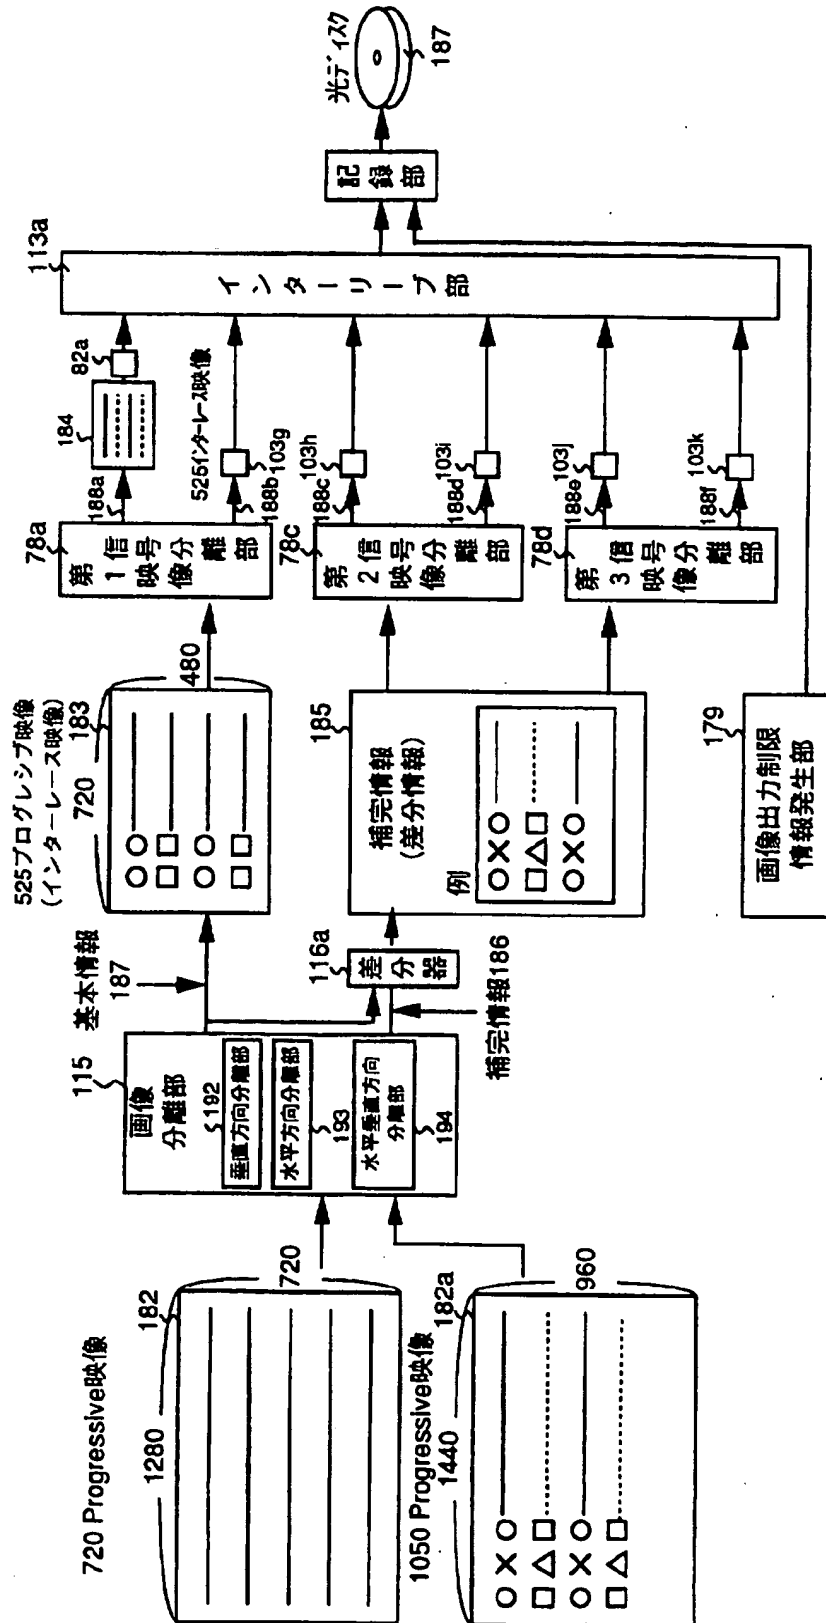 720 Progressive映像
1280
182
720
1050 Progressive映像
1440
182a
960
○×○
□△□
○×○
□△□
115
画像
分離部
192
垂直方向分離部
水平方向分離部
193
水平垂直方向
分離部
194
基本情報
187
補完情報186
116a
差分器
525プログレシブ映像
(インターレース映像)
720
183
480
○○
□□
○○
□□
185
補完情報
(差分情報)
例
○×○
□△□
○×○
179
画像出力制限
情報発生部
78a
第1映像信号分離部
78c
第2映像信号分離部
78d
第3映像信号分離部
188a
184
82a
525インターレース映像
188b
103g
188c
103h
188d
103i
188e
103j
188f
103k
113a
インターリーブ部
記録部
光ディスク
187